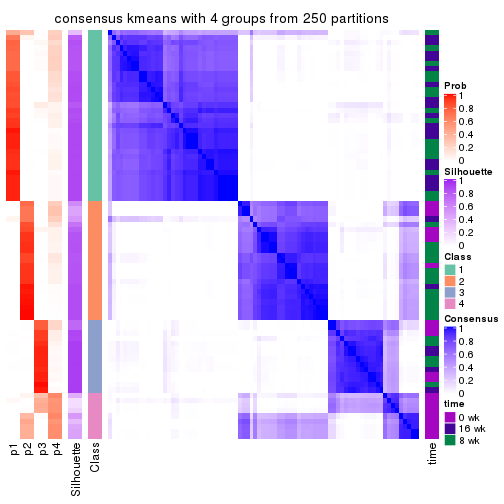 consensus kmeans with 4 groups from 250 partitions
Prob
1
0.8
0.6
0.4
0.2
0
Silhouette
1
0.8
0.6
0.4
0.2
0
Class
1
2
3
4
Consensus
1
0.8
0.6
0.4
0.2
0
time
0 wk
16 wk
8 wk
p1
p2
p3
p4
Silhouette
Class
time